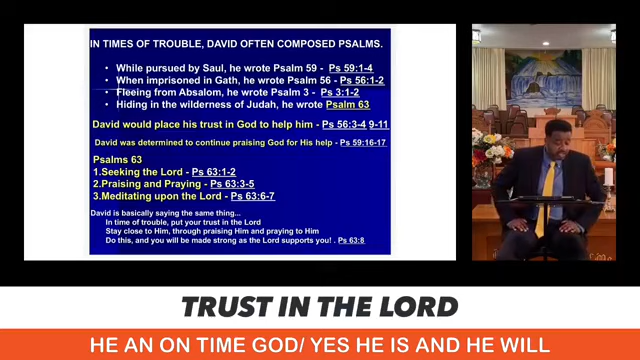 IN TIMES OF TROUBLE, DAVID OFTEN COMPOSED PSALMS.
• While pursued by Saul, he wrote Psalm 59 - Ps 59:1-4
• When imprisoned in Gath, he wrote Psalm 56 - Ps 56:1-2
• Fleeing from Absalom, he wrote Psalm 3 - Ps 3:1-2
• Hiding in the wilderness of Judah, he wrote Psalm 63
David would place his trust in God to help him - Ps 56:3-4 9-11
David was determined to continue praising God for His help - Ps 59:16-17
Psalms 63
1.Seeking the Lord - Ps 63:1-2
2.Praising and Praying - Ps 63:3-5
3.Meditating upon the Lord - Ps 63:6-7
David is basically saying the same thing...
In time of trouble, put your trust in the Lord
Stay close to Him, through praising Him and praying to Him
Do this, and you will be made strong as the Lord supports you! . Ps 63:8
TRUST IN THE LORD
HE AN ON TIME GOD/ YES HE IS AND HE WILL